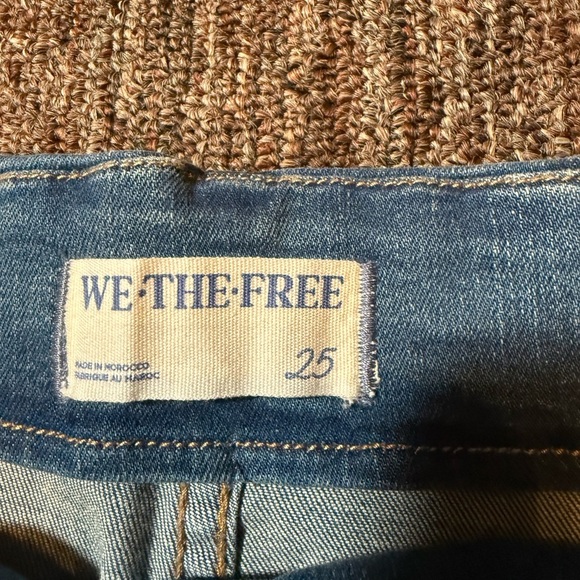 WE·THE·FREE
MADE IN MOROCCO
FABRIQUE AU MAROC
25